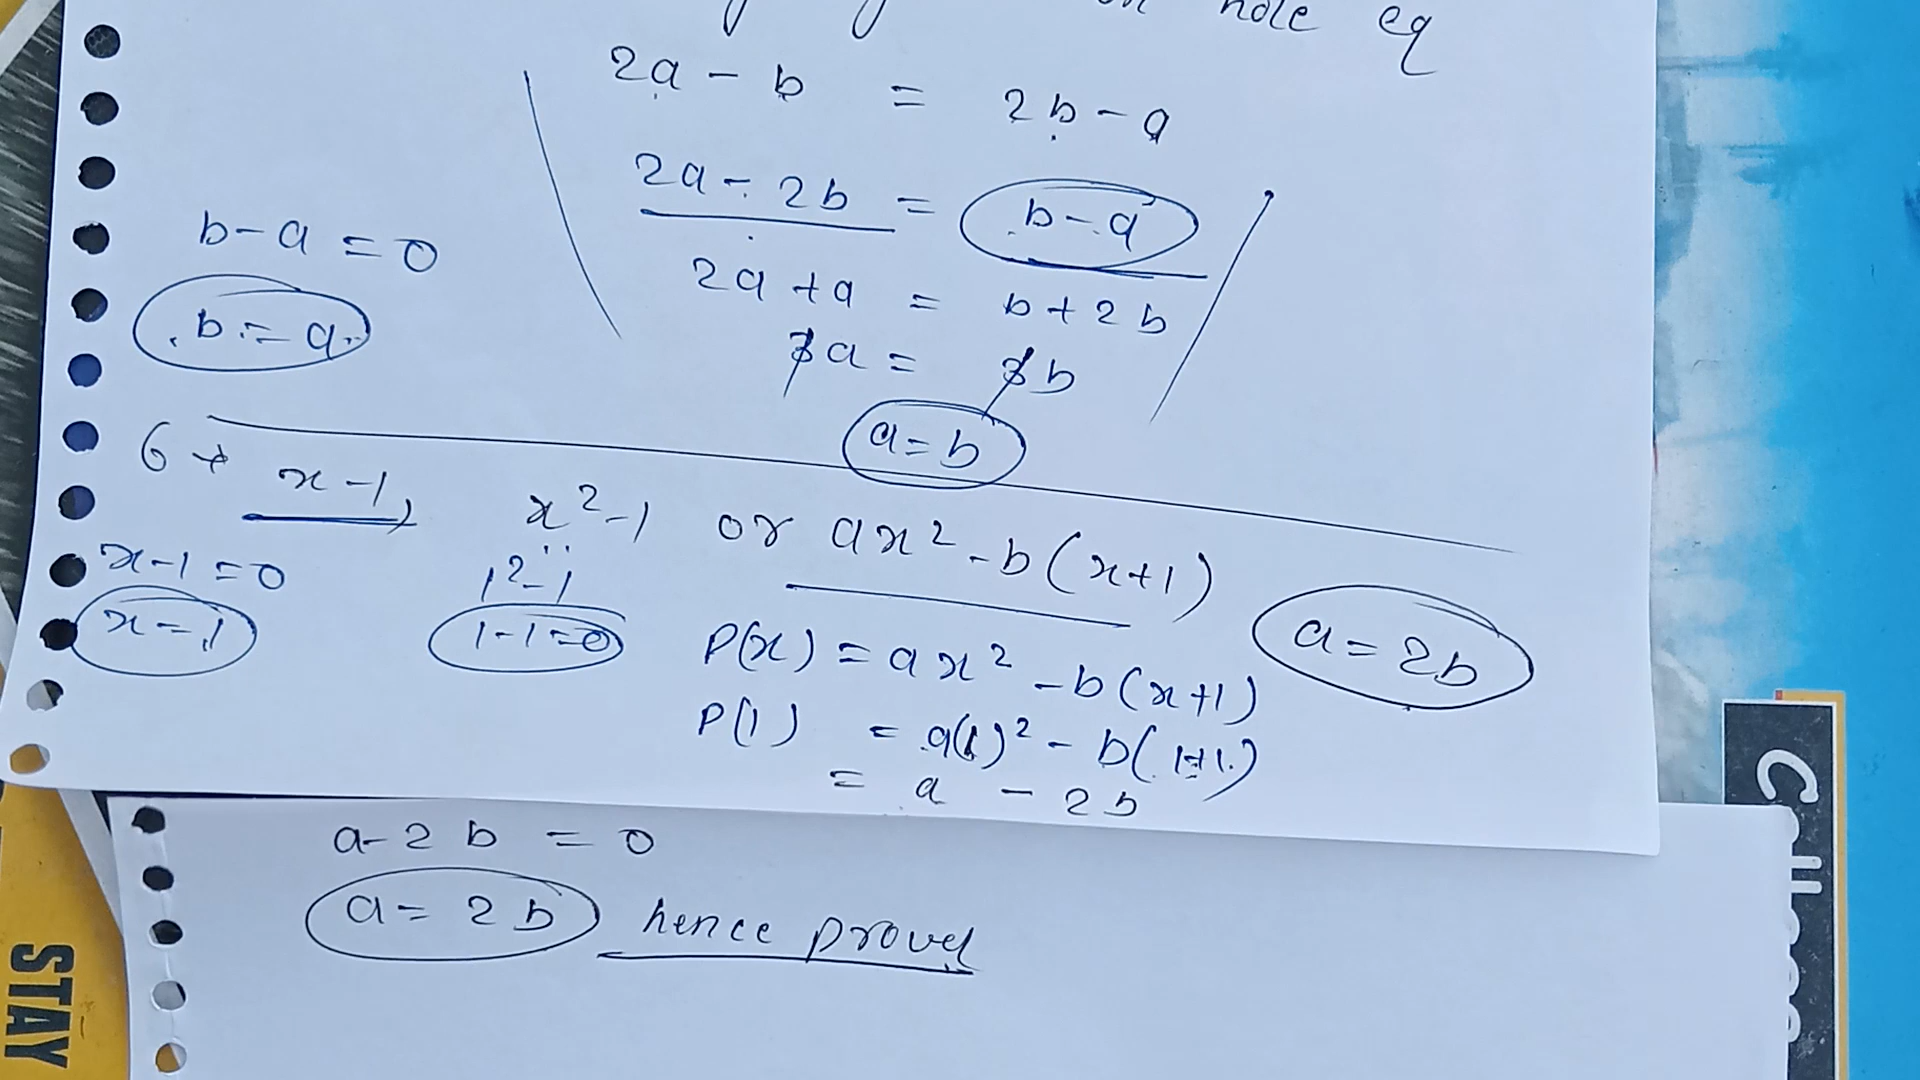 note eq
2a - b = 2b - a
2a - 2b = b - a
2a + a = b + 2b
3a = 3b
a = b
b - a = 0
b = a
6 → x - 1, x² - 1 or ax² - b(x+1)
x - 1 = 0
x = 1
1² - 1
1 - 1 = 0
a = 2b
P(x) = ax² - b(x+1)
P(1) = a(1)² - b(1+1)
= a - 2b
a - 2b = 0
a = 2b hence proved
STAY